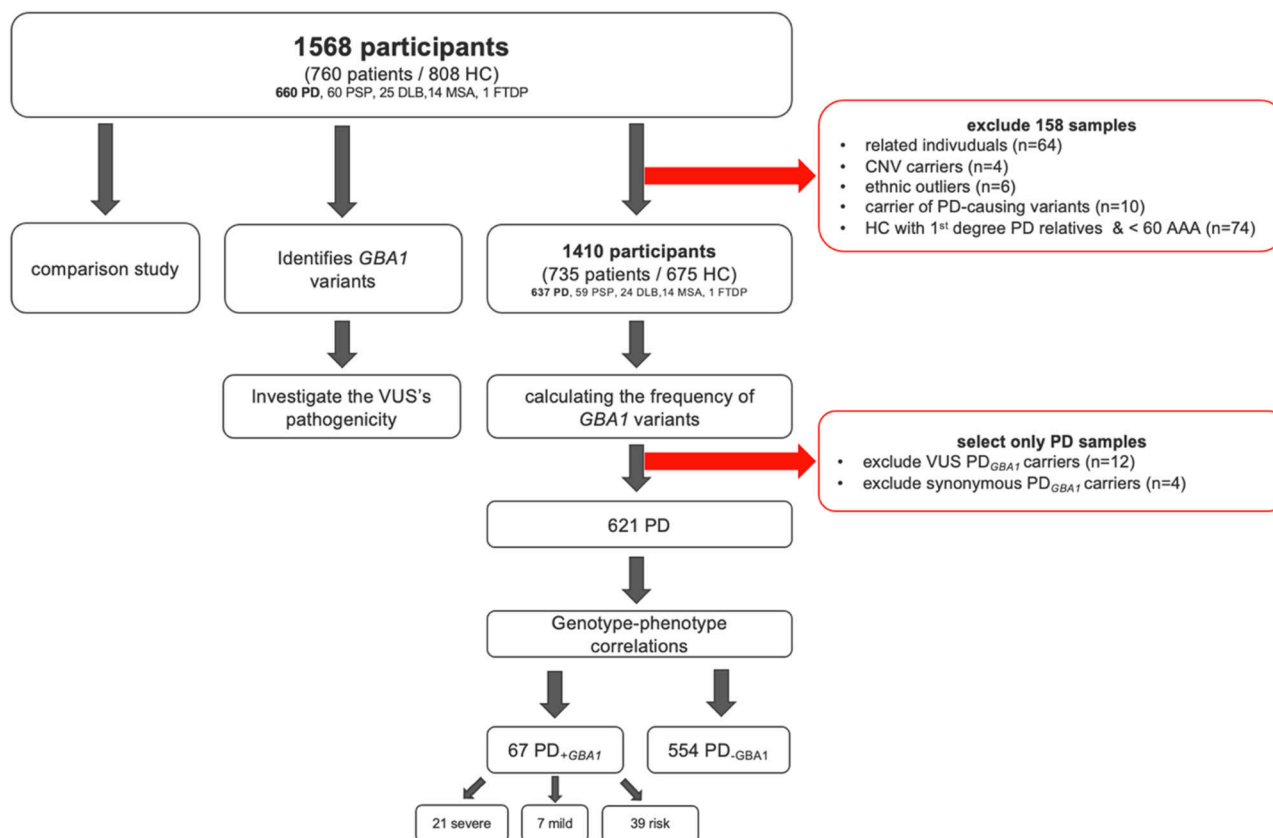 1568 participants
(760 patients / 808 HC)
660 PD, 60 PSP, 25 DLB,14 MSA, 1 FTDP
exclude 158 samples
• related indivuduals (n=64)
• CNV carriers (n=4)
• ethnic outliers (n=6)
• carrier of PD-causing variants (n=10)
• HC with 1st degree PD relatives & < 60 AAA (n=74)
comparison study
Identifies GBA1
variants
1410 participants
(735 patients / 675 HC)
637 PD, 59 PSP, 24 DLB,14 MSA, 1 FTDP
Investigate the VUS's
pathogenicity
calculating the frequency of
GBA1 variants
select only PD samples
• exclude VUS PDGBA1 carriers (n=12)
• exclude synonymous PDGBA1 carriers (n=4)
621 PD
Genotype-phenotype
correlations
67 PD+GBA1
554 PD-GBA1
21 severe
7 mild
39 risk